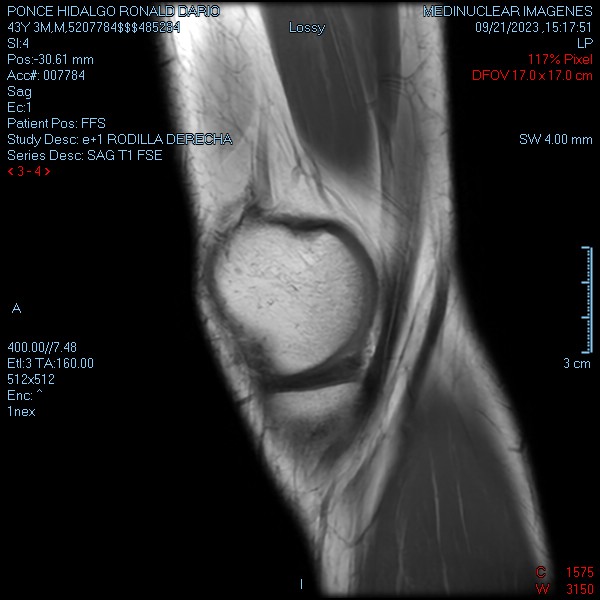 PONCE HIDALGO RONALD DARIO
43Y 3M,M,5207784$$$485284
Sl:4
Pos:-30.61 mm
Acc#: 007784
Sag
Ec:1
Patient Pos: FFS
Study Desc: e+1 RODILLA DERECHA
Series Desc: SAG T1 FSE
< 3 - 4 >
Lossy
MEDINUCLEAR IMAGENES
09/21/2023 ,15:17:51
LP
117% Pixel
DFOV 17.0 x 17.0 cm
SW 4.00 mm
A
3 cm
400.00//7.48
Etl:3 TA:160.00
512x512
Enc: ^
1nex
I
C 1575
W 3150